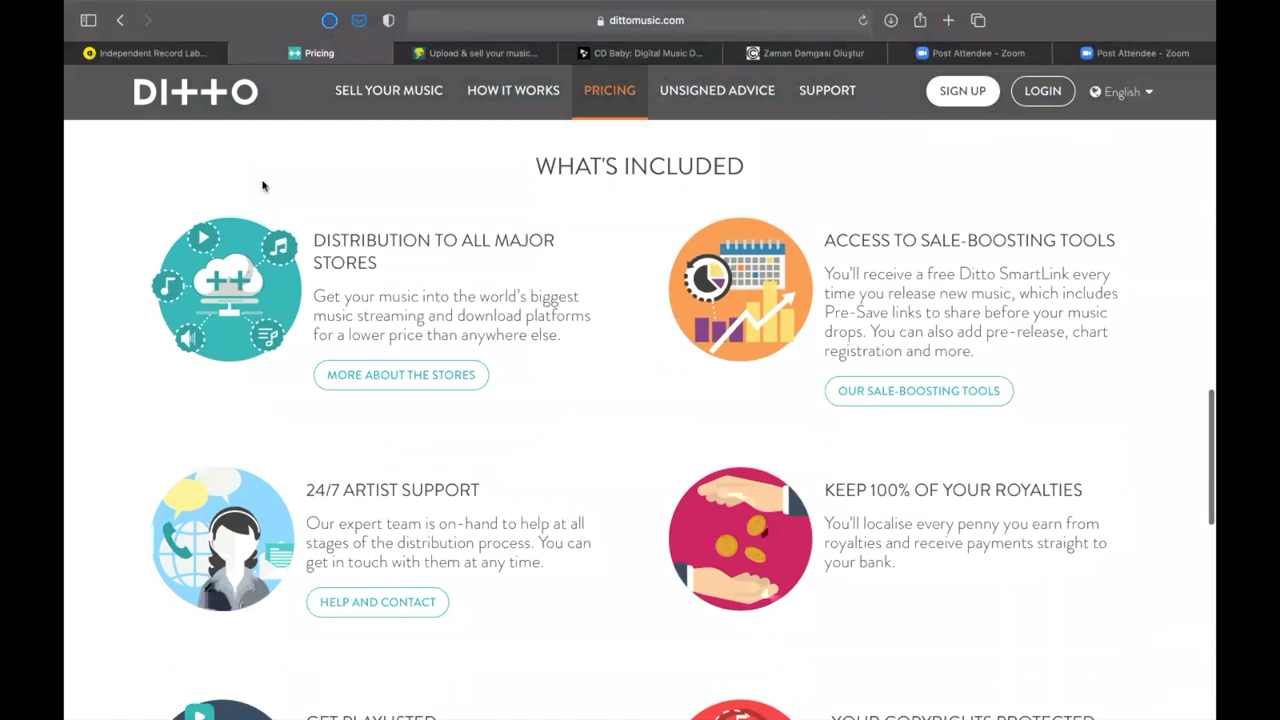 dittomusic.com
Independent Record Lab...
Pricing
Upload & sell your music...
CD Baby: Digital Music D...
Zaman Damgası Oluştur
Post Attendee - Zoom
Post Attendee - Zoom
DITTO
SELL YOUR MUSIC
HOW IT WORKS
PRICING
UNSIGNED ADVICE
SUPPORT
SIGN UP
LOGIN
English
WHAT'S INCLUDED
DISTRIBUTION TO ALL MAJOR
STORES
Get your music into the world's biggest
music streaming and download platforms
for a lower price than anywhere else.
MORE ABOUT THE STORES
ACCESS TO SALE-BOOSTING TOOLS
You'll receive a free Ditto SmartLink every
time you release new music, which includes
Pre-Save links to share before your music
drops. You can also add pre-release, chart
registration and more.
OUR SALE-BOOSTING TOOLS
24/7 ARTIST SUPPORT
Our expert team is on-hand to help at all
stages of the distribution process. You can
get in touch with them at any time.
HELP AND CONTACT
KEEP 100% OF YOUR ROYALTIES
You'll localise every penny you earn from
royalties and receive payments straight to
your bank.
GET PLAYLISTED
YOUR COPYRIGHTS PROTECTED